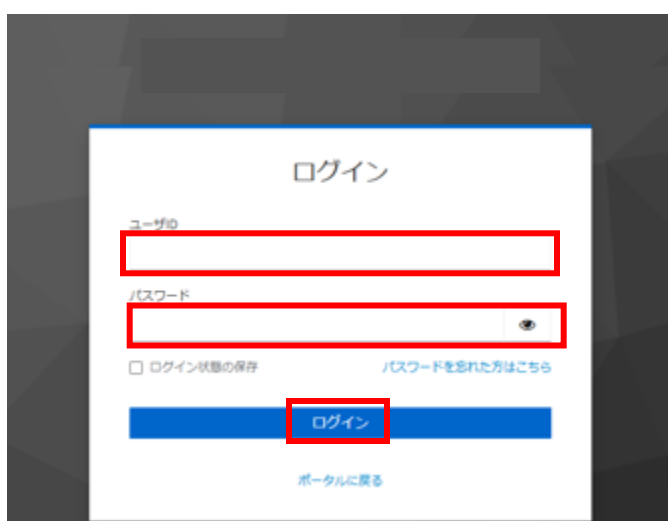 ログイン
ユーザID
パスワード
ログイン状態の保存 パスワードを忘れた方はこちら
ログイン
ポータルに戻る